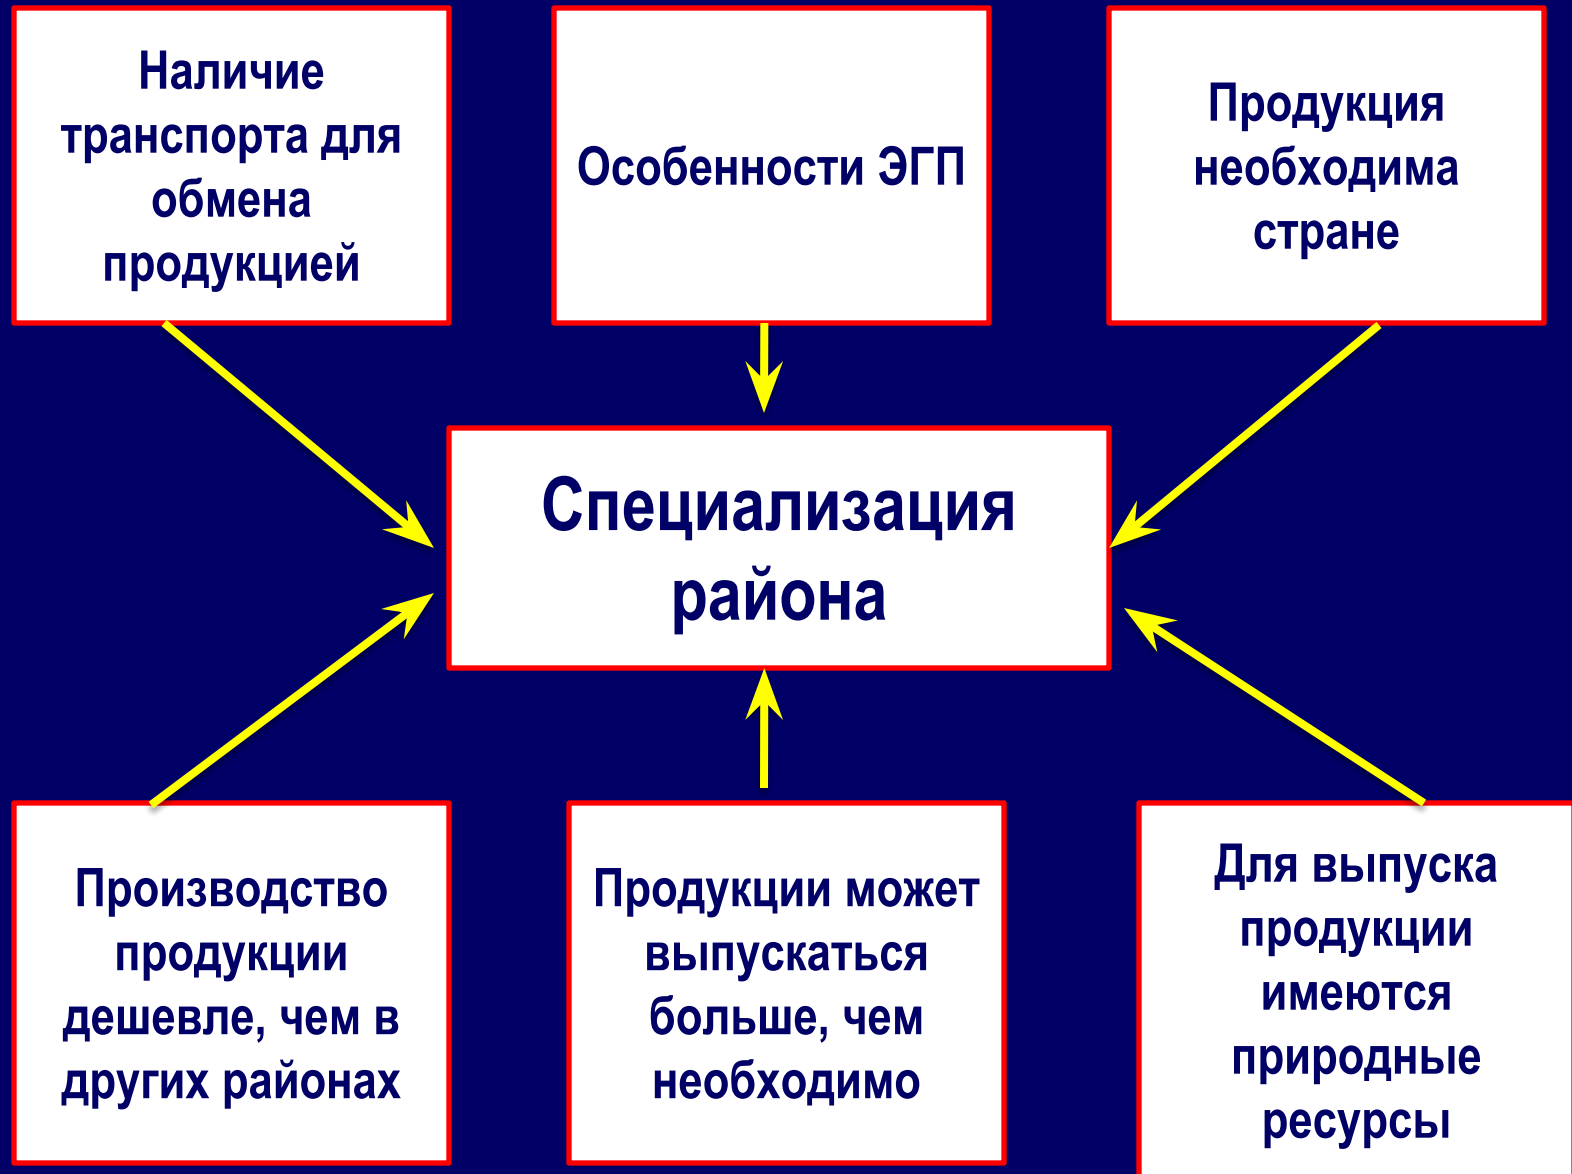 Наличие
транспорта для
обмена
продукцией
Особенности ЭГП
Продукция
необходима
стране
Специализация
района
Производство
продукции
дешевле, чем в
других районах
Продукции может
выпускаться
больше, чем
необходимо
Для выпуска
продукции
имеются
природные
ресурсы